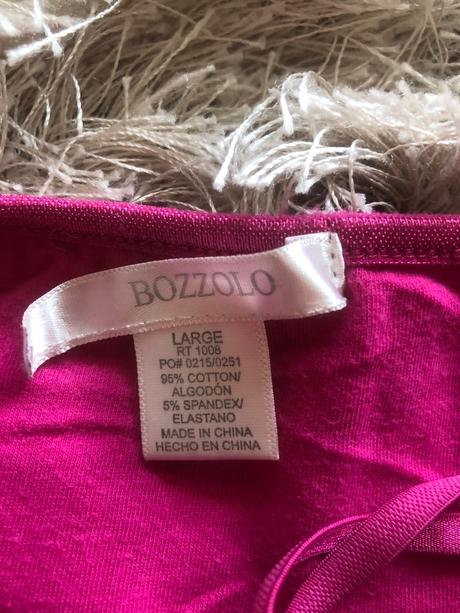 BOZZOLO
LARGE
RT 1008
PO# 0215/0251
95% COTTON/
ALGODÓN
5% SPANDEX/
ELASTANO
MADE IN CHINA
HECHO EN CHINA